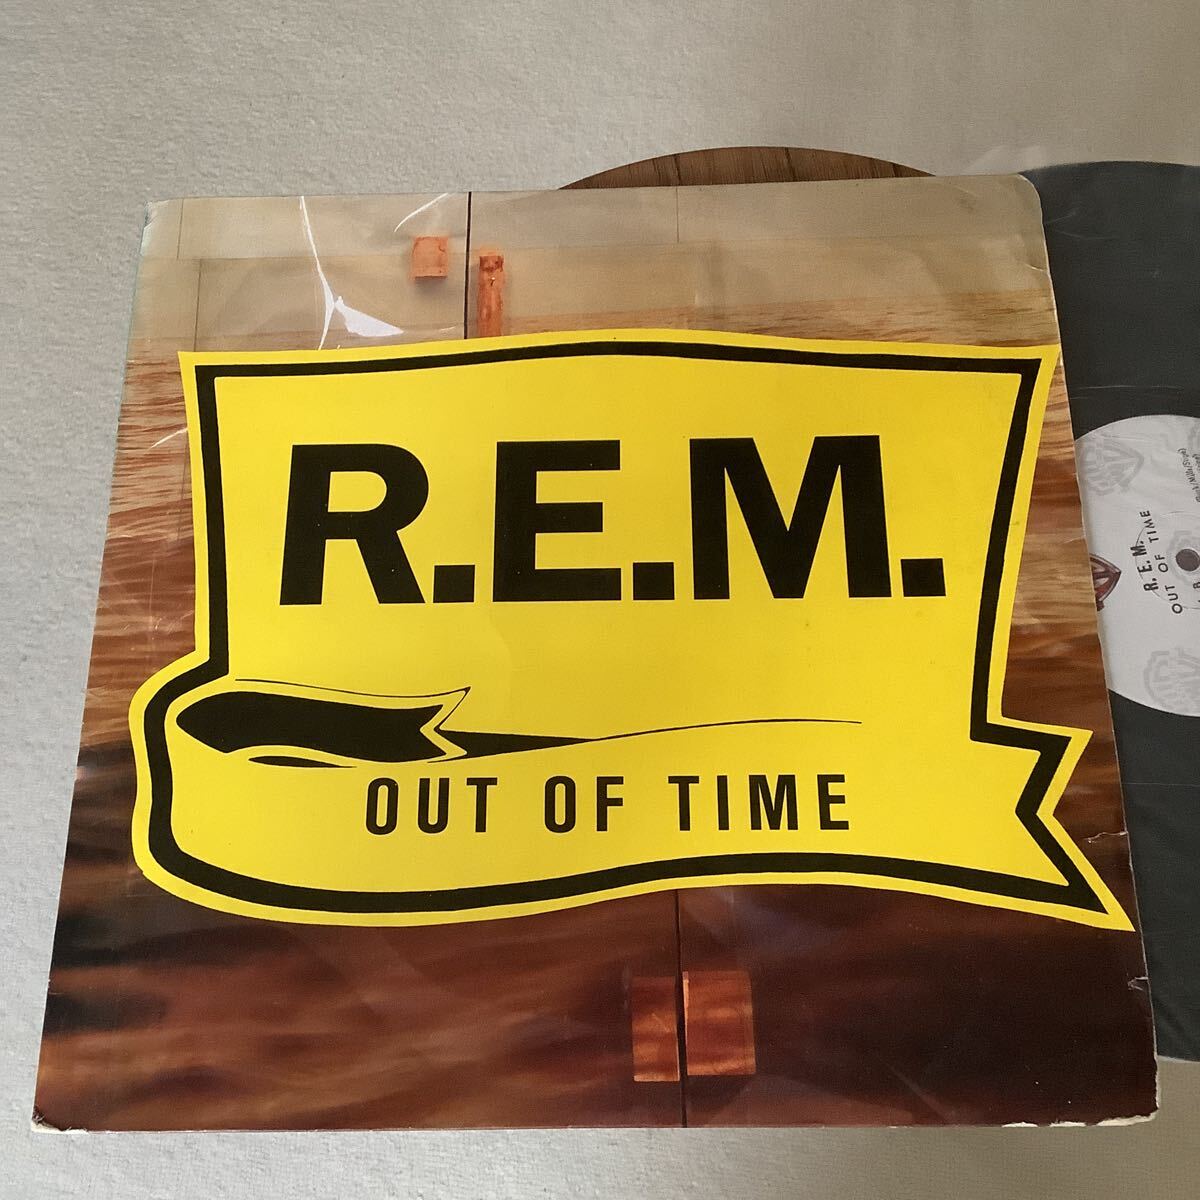 R.E.M.
OUT OF TIME
R. E. M.
OUT OF TIME